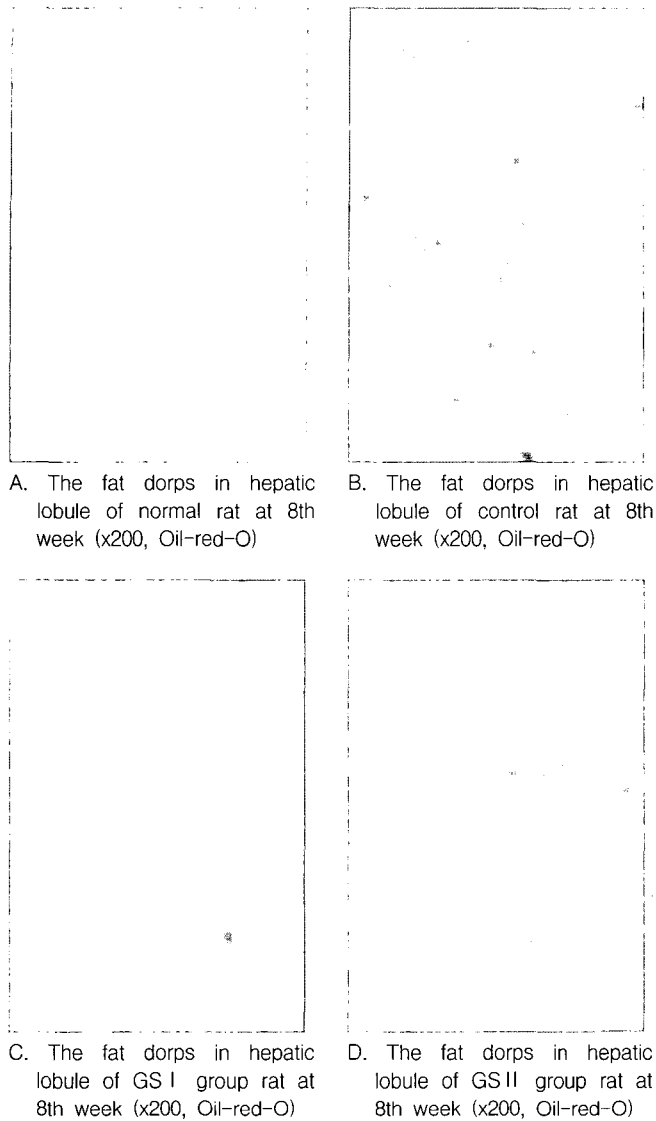 A. The fat dorps in hepatic
lobule of normal rat at 8th
week (x200, Oil-red-O)
B. The fat dorps in hepatic
lobule of control rat at 8th
week (x200, Oil-red-O)
C. The fat dorps in hepatic
lobule of GSⅠ group rat at
8th week (x200, Oil-red-O)
D. The fat dorps in hepatic
lobule of GSⅡ group rat at
8th week (x200, Oil-red-O)